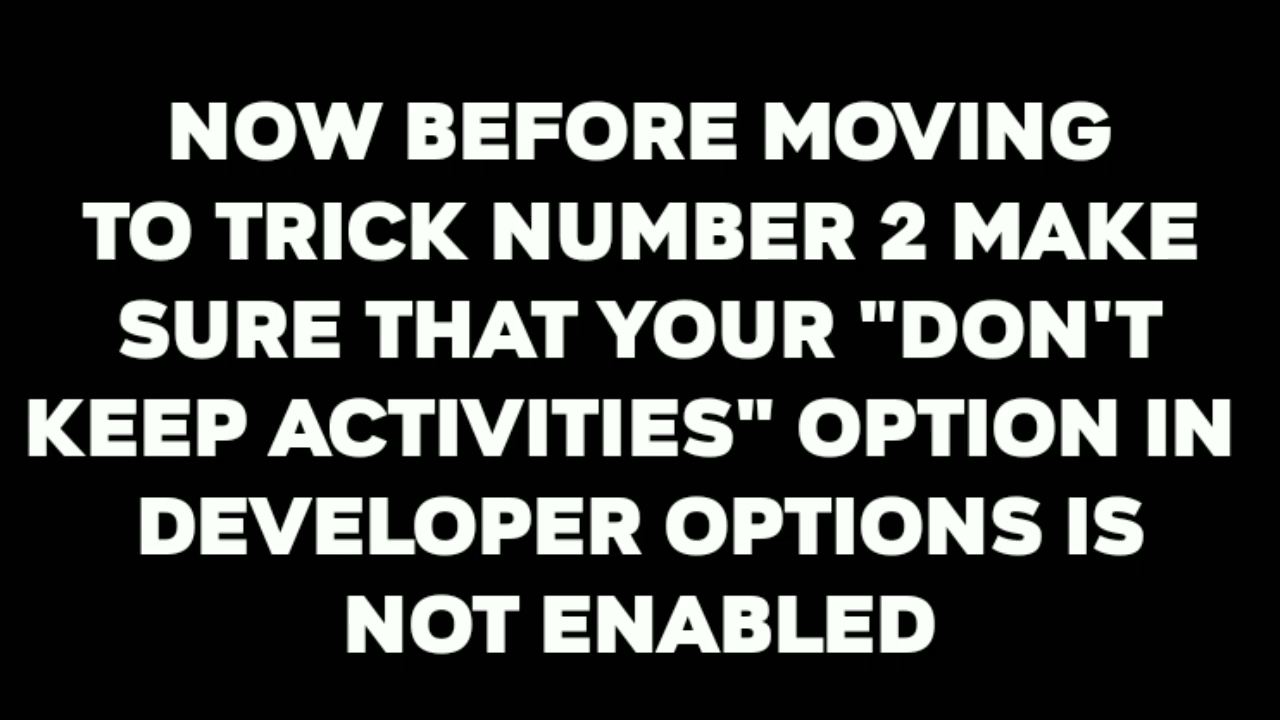 NOW BEFORE MOVING
TO TRICK NUMBER 2 MAKE
SURE THAT YOUR "DON'T
KEEP ACTIVITIES" OPTION IN
DEVELOPER OPTIONS IS
NOT ENABLED